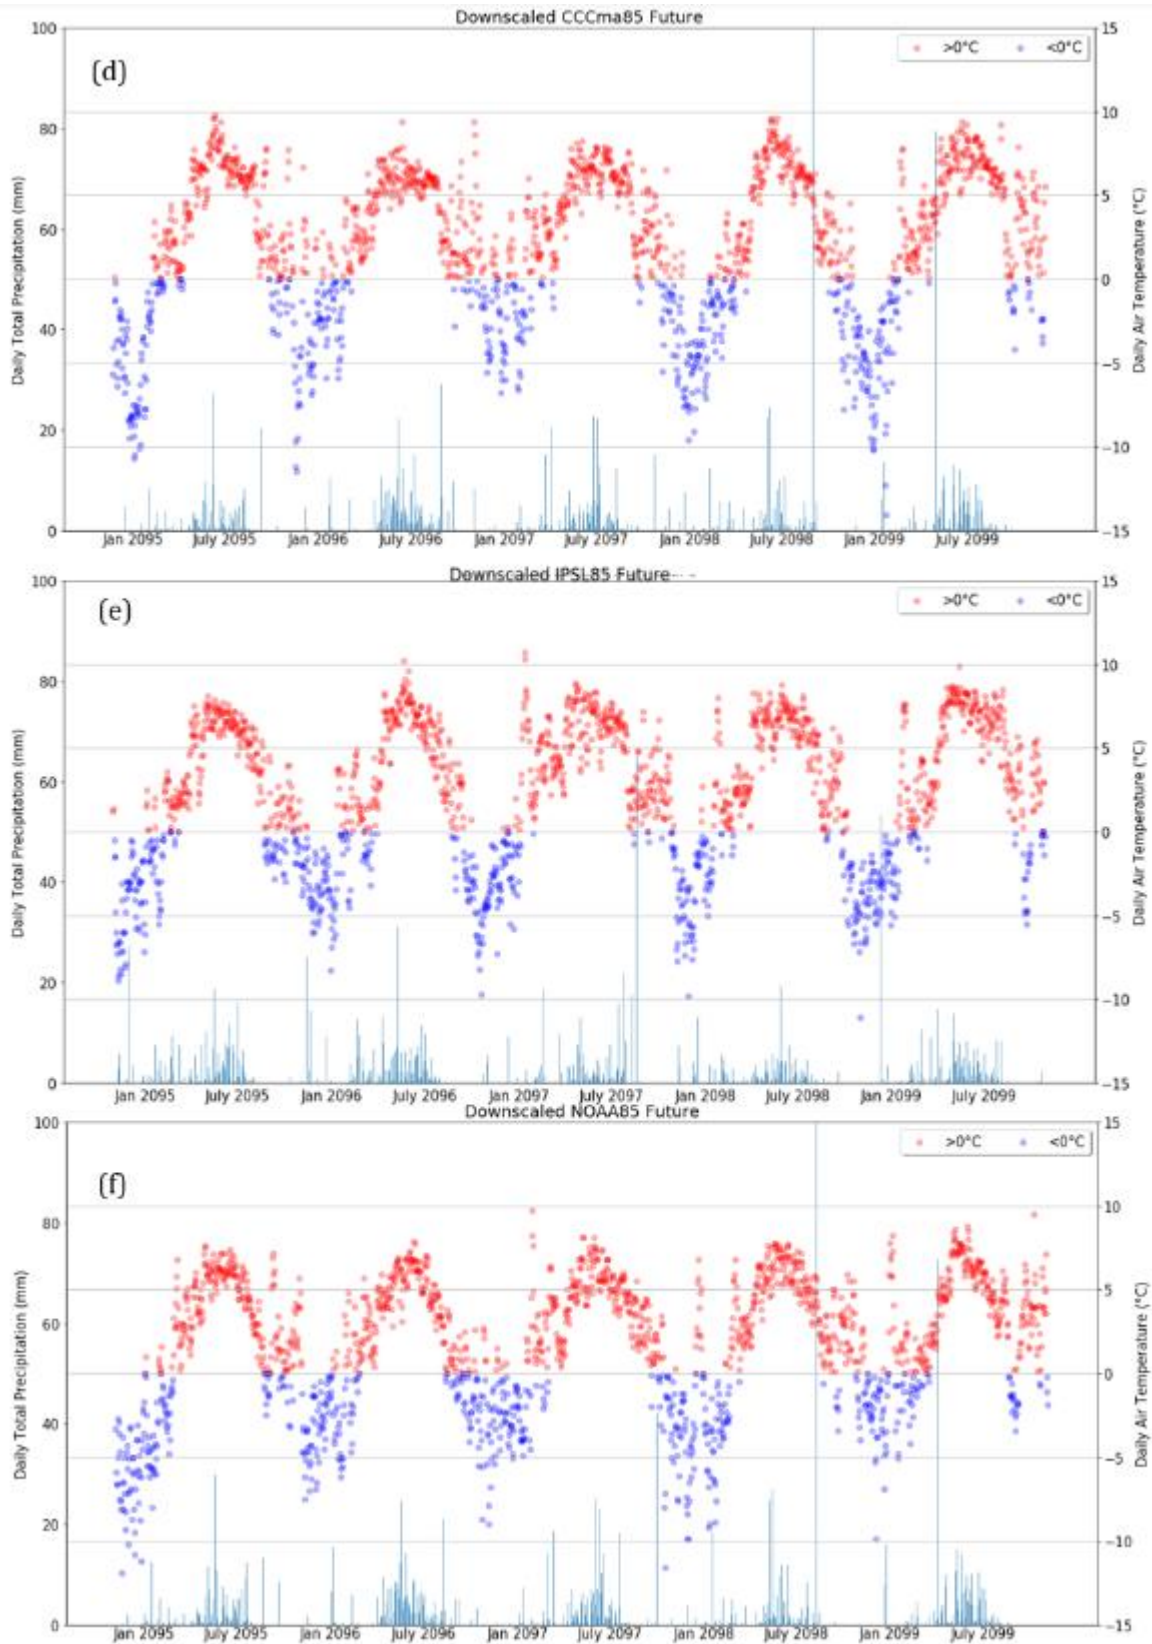 Downscaled CCCma85 Future
(d)
>0°C <0°C
Daily Total Precipitation (mm)
100
80
60
40
20
0
15
10
5
0
−5
−10
−15
Daily Air Temperature (°C)
Jan 2095 July 2095 Jan 2096 July 2096 Jan 2097 July 2097 Jan 2098 July 2098 Jan 2099 July 2099
Downscaled IPSL85 Future
(e)
>0°C <0°C
Daily Total Precipitation (mm)
100
80
60
40
20
0
15
10
5
0
−5
−10
−15
Daily Air Temperature (°C)
Jan 2095 July 2095 Jan 2096 July 2096 Jan 2097 July 2097 Jan 2098 July 2098 Jan 2099 July 2099
Downscaled NOAA85 Future
(f)
>0°C <0°C
Daily Total Precipitation (mm)
100
80
60
40
20
0
15
10
5
0
−5
−10
−15
Daily Air Temperature (°C)
Jan 2095 July 2095 Jan 2096 July 2096 Jan 2097 July 2097 Jan 2098 July 2098 Jan 2099 July 2099